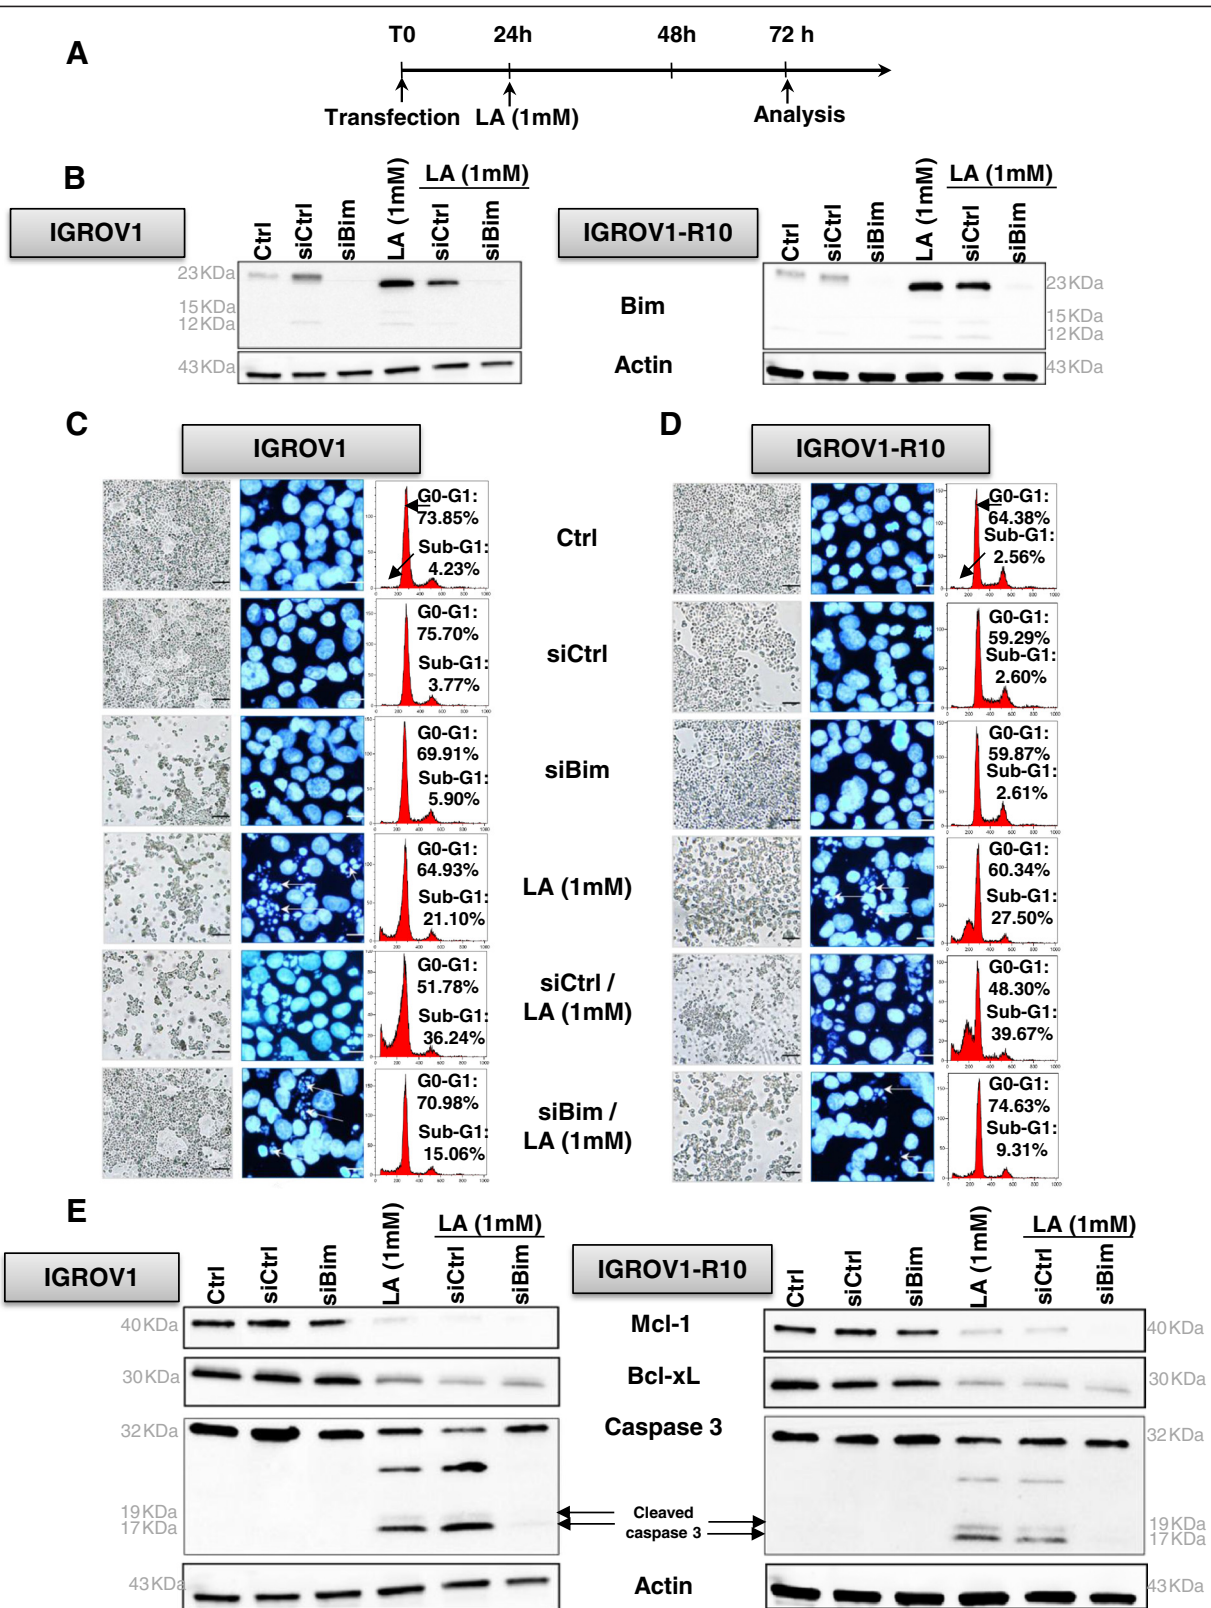 A
T0 24h 48h 72 h
Transfection LA (1mM) Analysis
B
IGROV1
Ctrl siCtrl siBim LA (1mM) siCtrl siBim
LA (1mM)
23KDa
15KDa
12KDa
43KDa
Bim
Actin
IGROV1-R10
Ctrl siCtrl siBim LA (1mM) siCtrl siBim
LA (1mM)
23KDa
15KDa
12KDa
43KDa
C
IGROV1
G0-G1:
73.85%
Sub-G1:
4.23%
G0-G1:
75.70%
Sub-G1:
3.77%
G0-G1:
69.91%
Sub-G1:
5.90%
G0-G1:
64.93%
Sub-G1:
21.10%
G0-G1:
51.78%
Sub-G1:
36.24%
G0-G1:
70.98%
Sub-G1:
15.06%
Ctrl
siCtrl
siBim
LA (1mM)
siCtrl /
LA (1mM)
siBim /
LA (1mM)
D
IGROV1-R10
G0-G1:
64.38%
Sub-G1:
2.56%
G0-G1:
59.29%
Sub-G1:
2.60%
G0-G1:
59.87%
Sub-G1:
2.61%
G0-G1:
60.34%
Sub-G1:
27.50%
G0-G1:
48.30%
Sub-G1:
39.67%
G0-G1:
74.63%
Sub-G1:
9.31%
E
IGROV1
Ctrl siCtrl siBim LA (1mM) siCtrl siBim
LA (1mM)
40KDa
30KDa
32KDa
19KDa
17KDa
43KDa
Mcl-1
Bcl-xL
Caspase 3
Cleaved
caspase 3
Actin
IGROV1-R10
Ctrl siCtrl siBim LA (1mM) siCtrl siBim
LA (1mM)
40KDa
30KDa
32KDa
19KDa
17KDa
43KDa